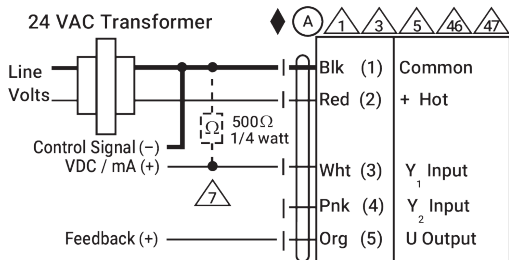 24 VAC Transformer
A 1 3 5 46 47
Line
Volts
Blk (1) Common
Red (2) + Hot
Ω 500Ω
1/4 watt
Control Signal (–)
VDC / mA (+)
Wht (3) Y1 Input
7
Pnk (4) Y2 Input
Feedback (+)
Org (5) U Output